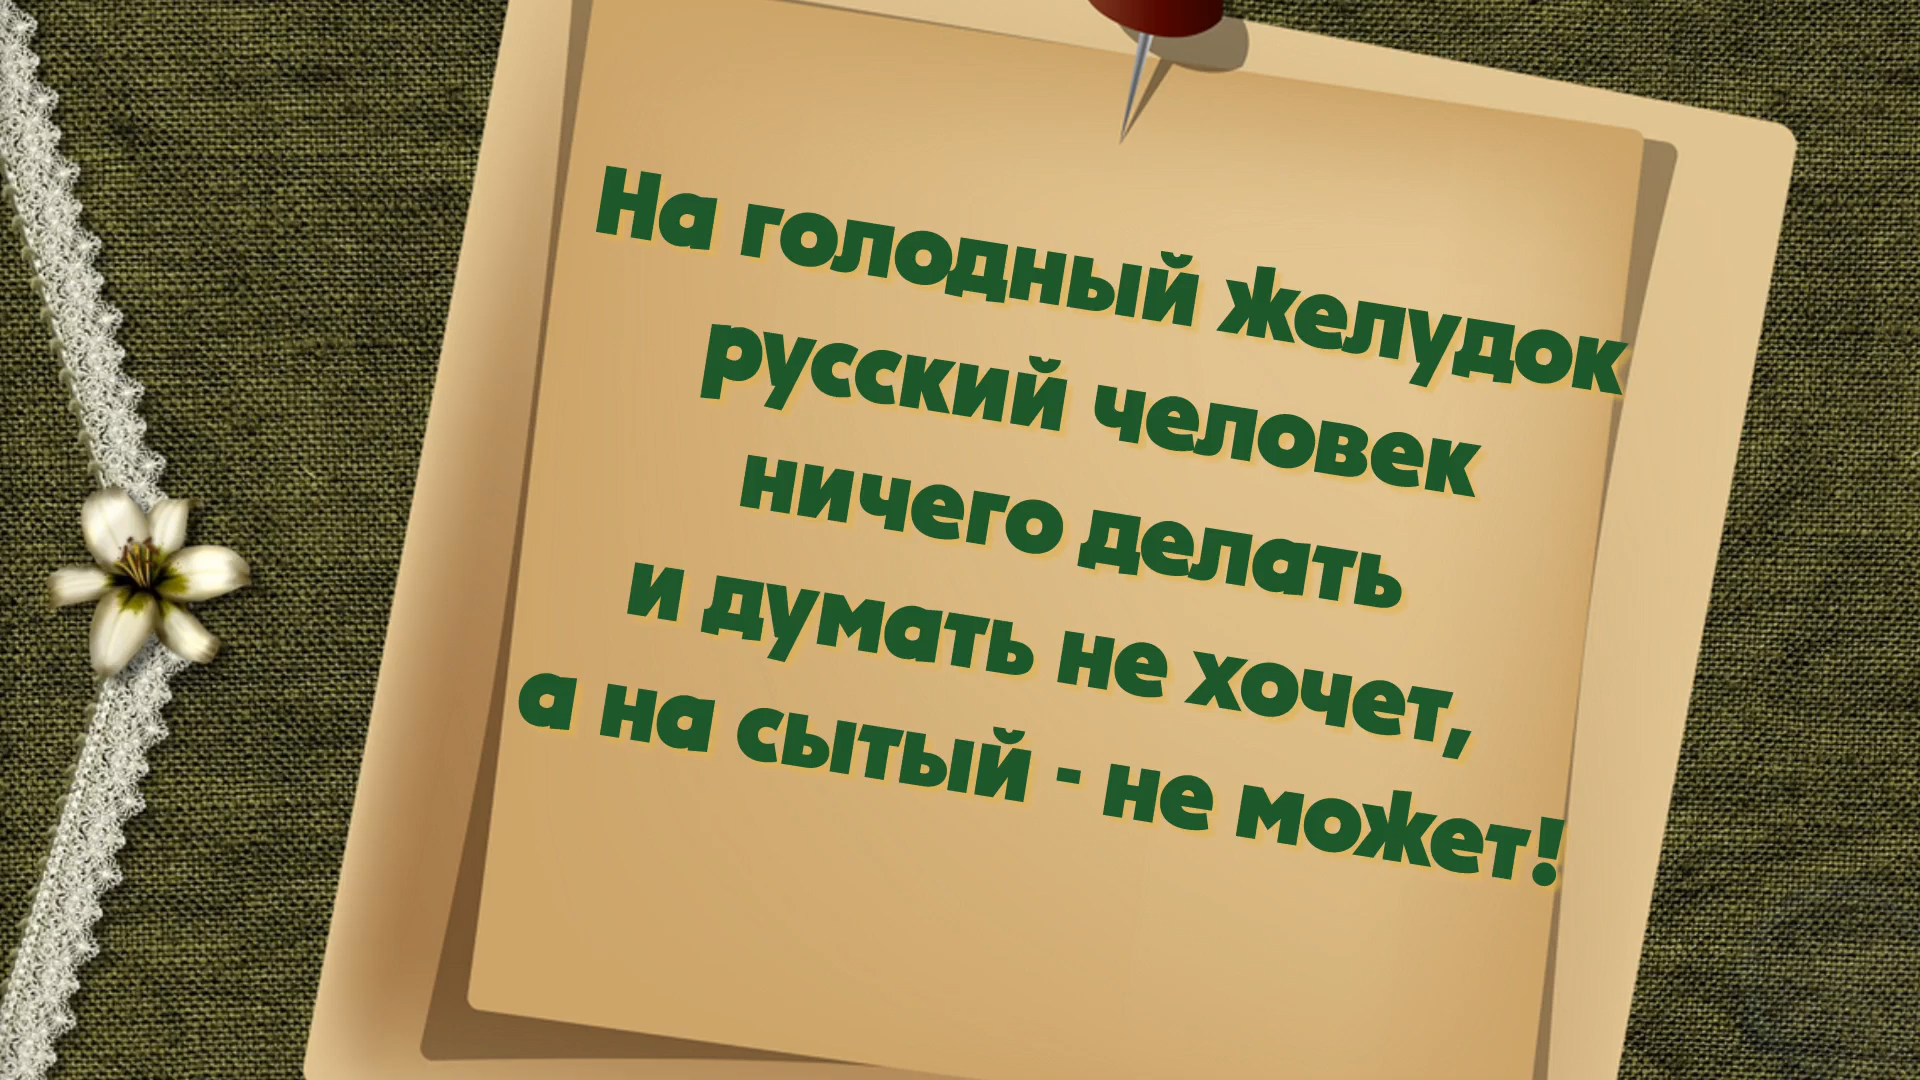 На голодный желудок
русский человек
ничего делать
и думать не хочет,
а на сытый - не может!